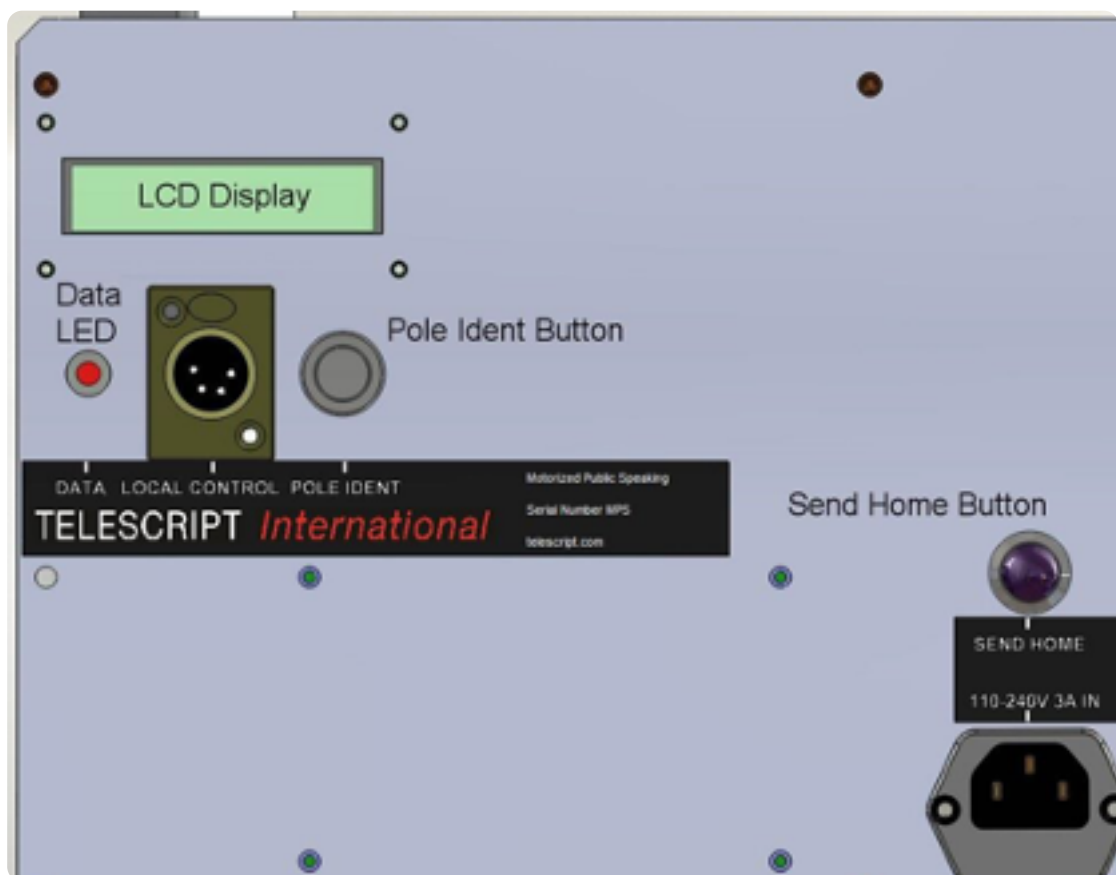 LCD Display
Data
LED
Pole Ident Button
DATA LOCAL CONTROL POLE IDENT
TELESCRIPT International
Motorized Public Speaking
Serial Number MPS
telescript.com
Send Home Button
SEND HOME
110-240V 3A IN